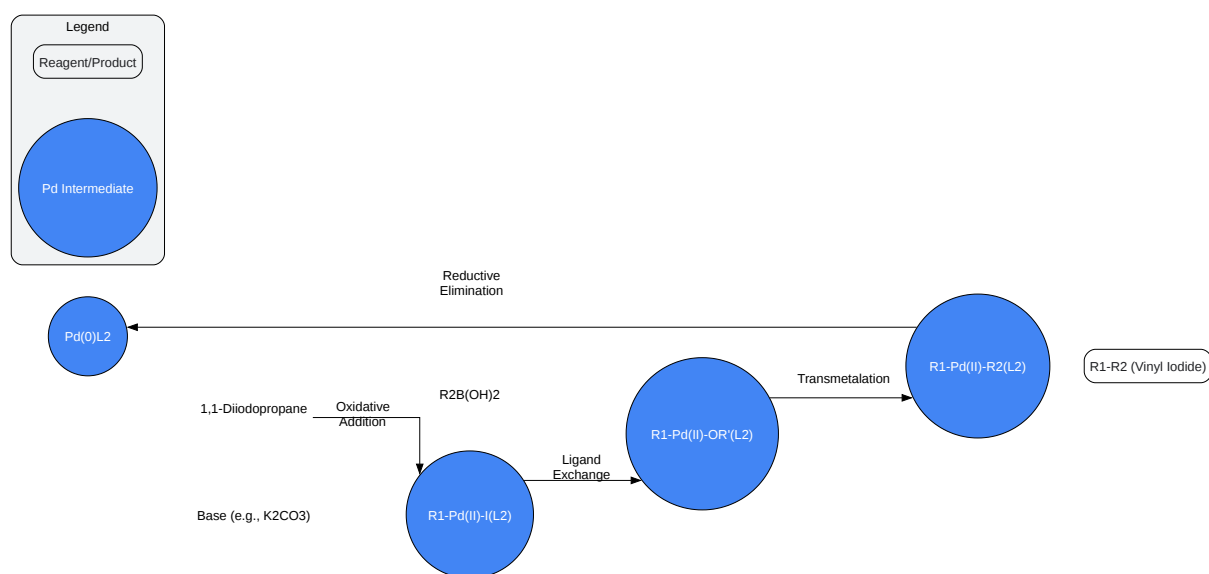 Legend
Reagent/Product
Pd Intermediate
Reductive
Elimination
Pd(0)L2
R1-Pd(II)-R2(L2)
R1-R2 (Vinyl Iodide)
Transmetalation
R2B(OH)2
1,1-Diiodopropane
Oxidative
Addition
R1-Pd(II)-OR'(L2)
Ligand
Exchange
Base (e.g., K2CO3)
R1-Pd(II)-I(L2)